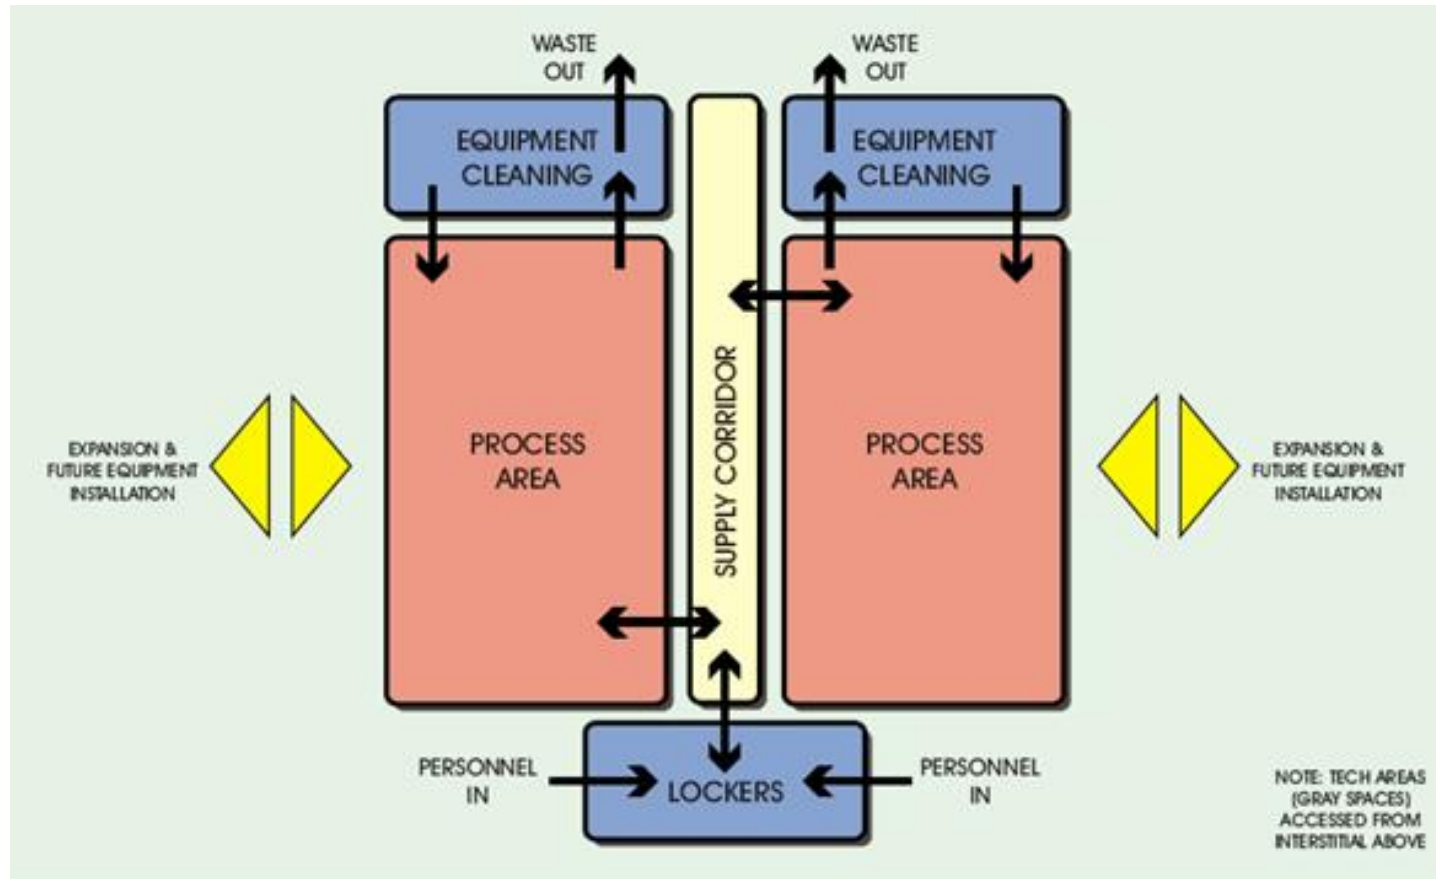 WASTE
OUT
WASTE
OUT
EQUIPMENT
CLEANING
EQUIPMENT
CLEANING
EXPANSION &
FUTURE EQUIPMENT
INSTALLATION
PROCESS
AREA
SUPPLY CORRIDOR
PROCESS
AREA
EXPANSION &
FUTURE EQUIPMENT
INSTALLATION
PERSONNEL
IN
LOCKERS
PERSONNEL
IN
NOTE: TECH AREAS
(GRAY SPACES)
ACCESSED FROM
INTERSTITIAL ABOVE